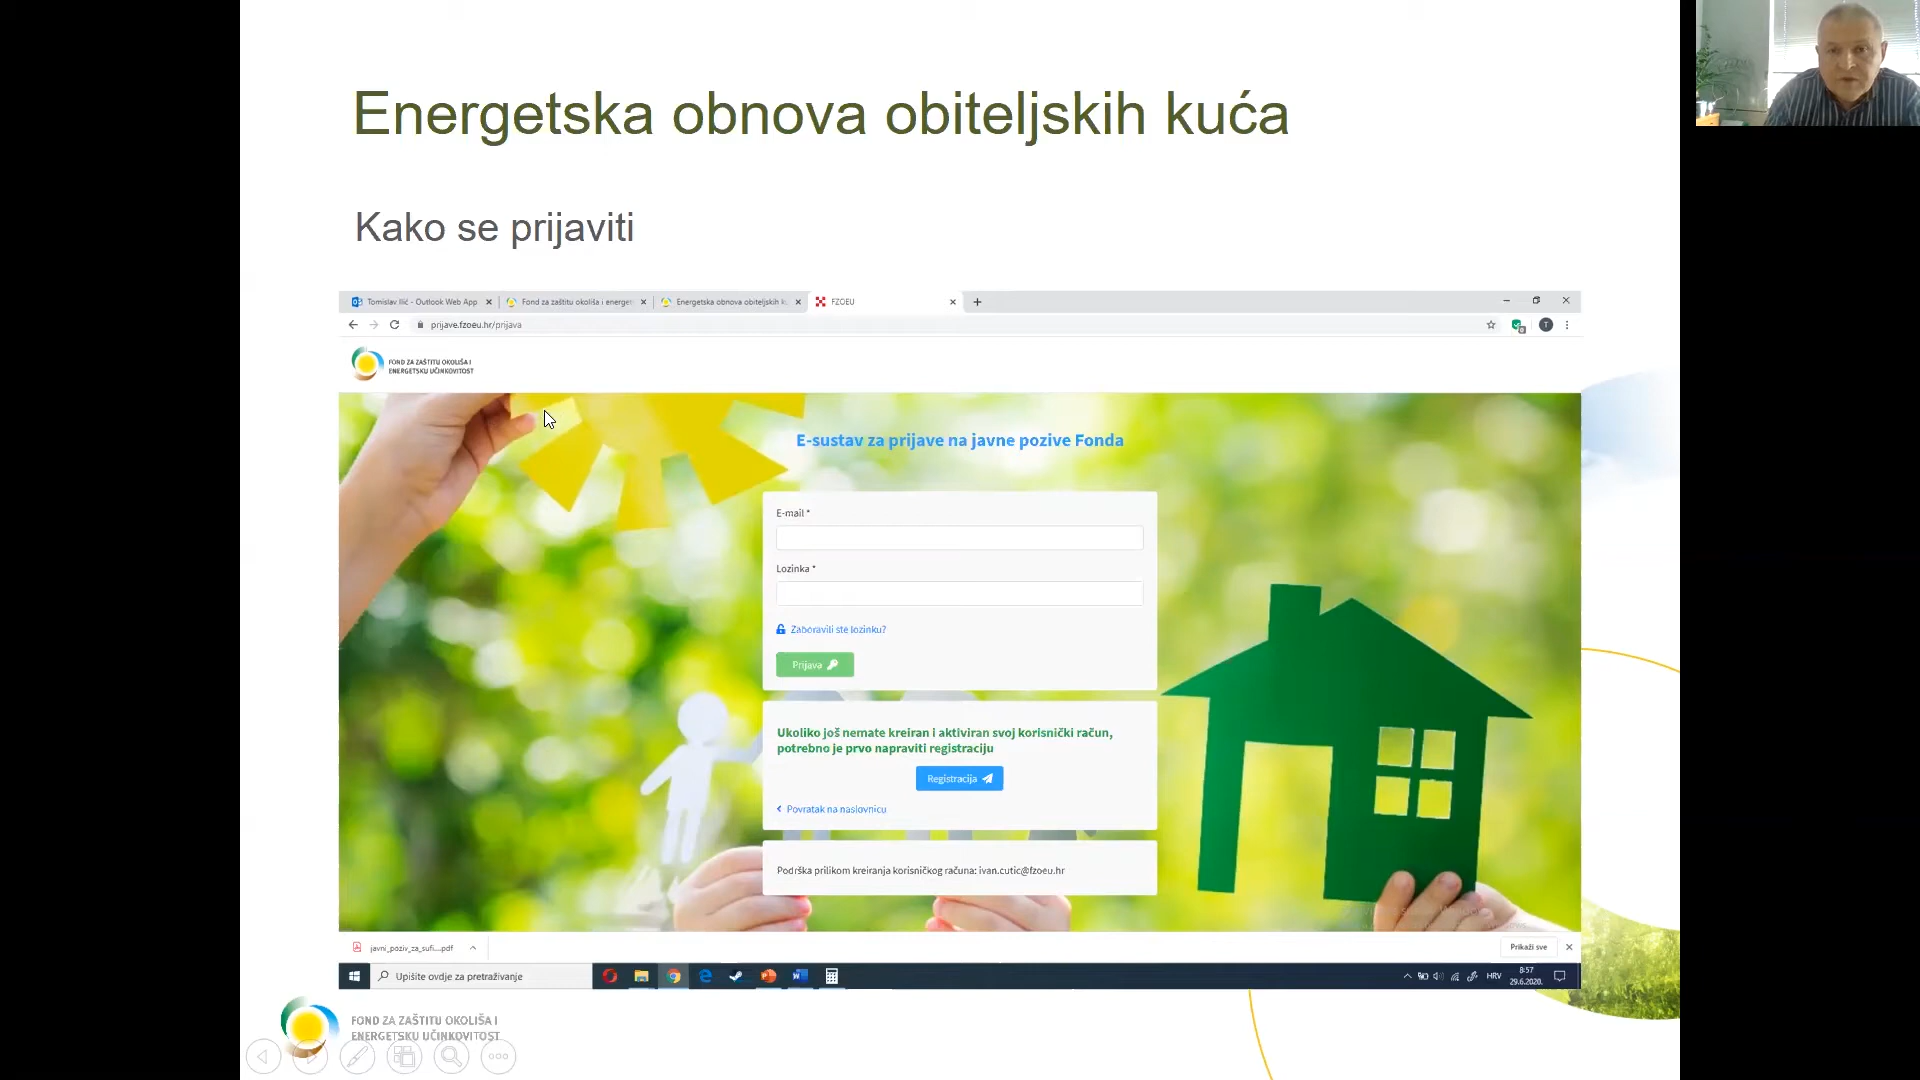 Energetska obnova obiteljskih kuća
Kako se prijaviti
Tomislav Ilić - Outlook Web App
Fond za zaštitu okoliša i energet
Energetska obnova obiteljskih k
FZOEU
prijave.fzoeu.hr/prijava
T
FOND ZA ZAŠTITU OKOLIŠA I
ENERGETSKU UČINKOVITOST
E-sustav za prijave na javne pozive Fonda
E-mail *
Lozinka *
Zaboravili ste lozinku?
Prijava
Ukoliko još nemate kreiran i aktiviran svoj korisnički račun,
potrebno je prvo napraviti registraciju
Registracija
Povratak na naslovnicu
Podrška prilikom kreiranja korisničkog računa: ivan.cutic@fzoeu.hr
javni_poziv_za_sufi....pdf
Prikaži sve
Upišite ovdje za pretraživanje
HRV
8:57
29.6.2020.
FOND ZA ZAŠTITU OKOLIŠA I
ENERGETSKU UČINKOVITOST